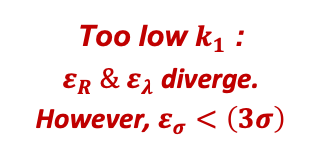 Too low k₁ :
ε_R & ε_λ diverge.
However, ε_σ < (3σ)